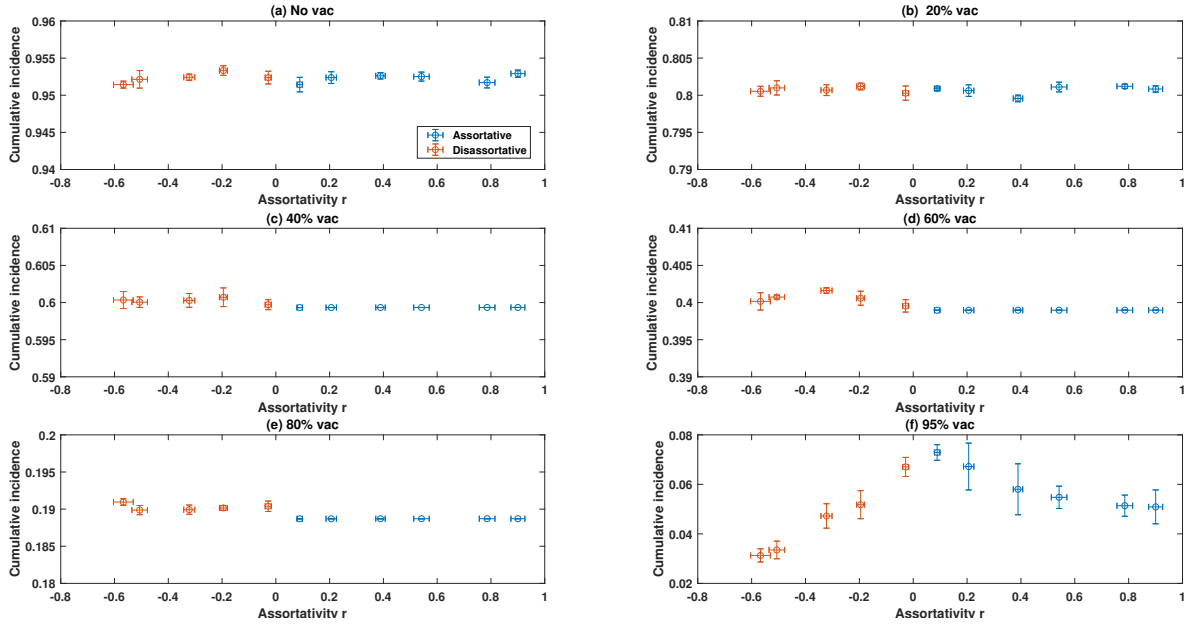 (a) No vac
0.96
0.955
0.95
0.945
0.94
Cumulative incidence
-0.8 -0.6 -0.4 -0.2 0 0.2 0.4 0.6 0.8 1
Assortativity r
Assortative
Disassortative
(b) 20% vac
0.81
0.805
0.8
0.795
0.79
Cumulative incidence
-0.8 -0.6 -0.4 -0.2 0 0.2 0.4 0.6 0.8 1
Assortativity r
(c) 40% vac
0.61
0.605
0.6
0.595
0.59
Cumulative incidence
-0.8 -0.6 -0.4 -0.2 0 0.2 0.4 0.6 0.8 1
Assortativity r
(d) 60% vac
0.41
0.405
0.4
0.395
0.39
Cumulative incidence
-0.8 -0.6 -0.4 -0.2 0 0.2 0.4 0.6 0.8 1
Assortativity r
(e) 80% vac
0.2
0.195
0.19
0.185
0.18
Cumulative incidence
-0.8 -0.6 -0.4 -0.2 0 0.2 0.4 0.6 0.8 1
Assortativity r
(f) 95% vac
0.08
0.06
0.04
0.02
Cumulative incidence
-0.8 -0.6 -0.4 -0.2 0 0.2 0.4 0.6 0.8 1
Assortativity r